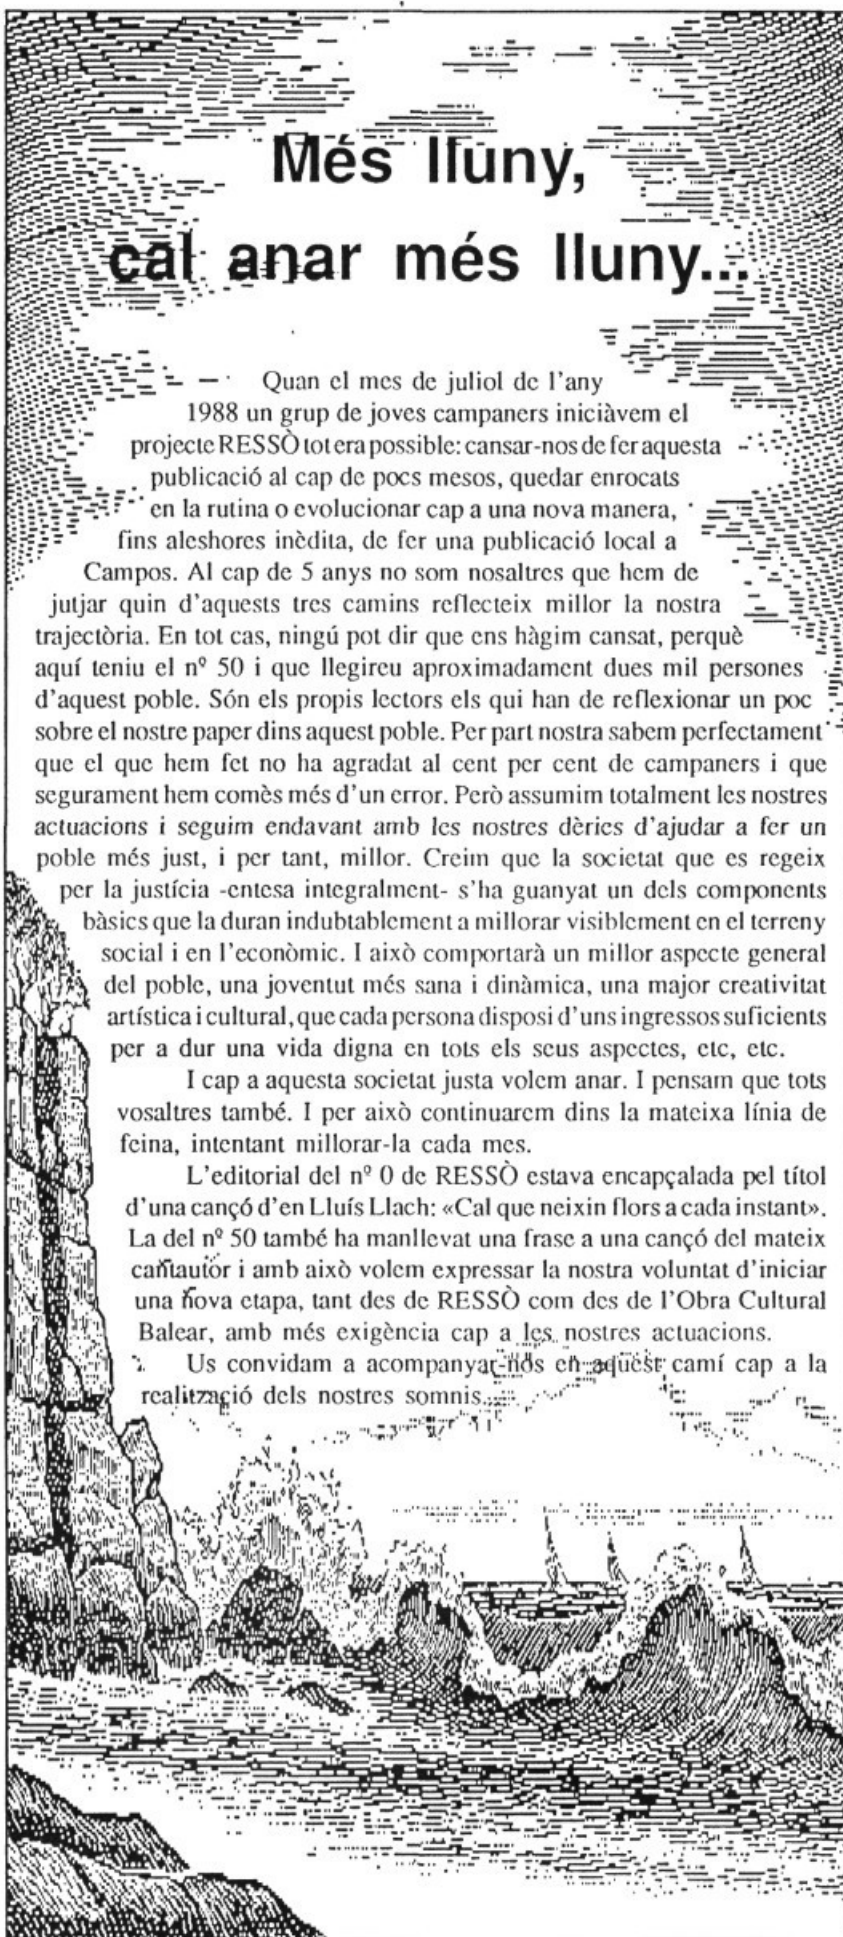 Més lluny,
cal anar més lluny...
Quan el mes de juliol de l'any
1988 un grup de joves campaners iniciàvem el
projecte RESSÒ tot era possible: cansar-nos de fer aquesta
publicació al cap de pocs mesos, quedar enrocats
en la rutina o evolucionar cap a una nova manera,
fins aleshores inèdita, de fer una publicació local a
Campos. Al cap de 5 anys no som nosaltres que hem de
jutjar quin d'aquests tres camins reflecteix millor la nostra
trajectòria. En tot cas, ningú pot dir que ens hàgim cansat, perquè
aquí teniu el nº 50 i que llegireu aproximadament dues mil persones
d'aquest poble. Són els propis lectors els qui han de reflexionar un poc
sobre el nostre paper dins aquest poble. Per part nostra sabem perfectament
que el que hem fet no ha agradat al cent per cent de campaners i que
segurament hem comès més d'un error. Però assumim totalment les nostres
actuacions i seguim endavant amb les nostres dèries d'ajudar a fer un
poble més just, i per tant, millor. Creim que la societat que es regeix
per la justícia -entesa integralment- s'ha guanyat un dels components
bàsics que la duran indubtablement a millorar visiblement en el terreny
social i en l'econòmic. I això comportarà un millor aspecte general
del poble, una joventut més sana i dinàmica, una major creativitat
artística i cultural, que cada persona disposi d'uns ingressos suficients
per a dur una vida digna en tots els seus aspectes, etc, etc.
I cap a aquesta societat justa volem anar. I pensam que tots
vosaltres també. I per això continuarem dins la mateixa línia de
feina, intentant millorar-la cada mes.
L'editorial del nº 0 de RESSÒ estava encapçalada pel títol
d'una cançó d'en Lluís Llach: «Cal que neixin flors a cada instant».
La del nº 50 també ha manllevat una frase a una cançó del mateix
cantautor i amb això volem expressar la nostra voluntat d'iniciar
una nova etapa, tant des de RESSÒ com des de l'Obra Cultural
Balear, amb més exigència cap a les nostres actuacions.
Us convidam a acompanyar-nos en aquest camí cap a la
realització dels nostres somnis.